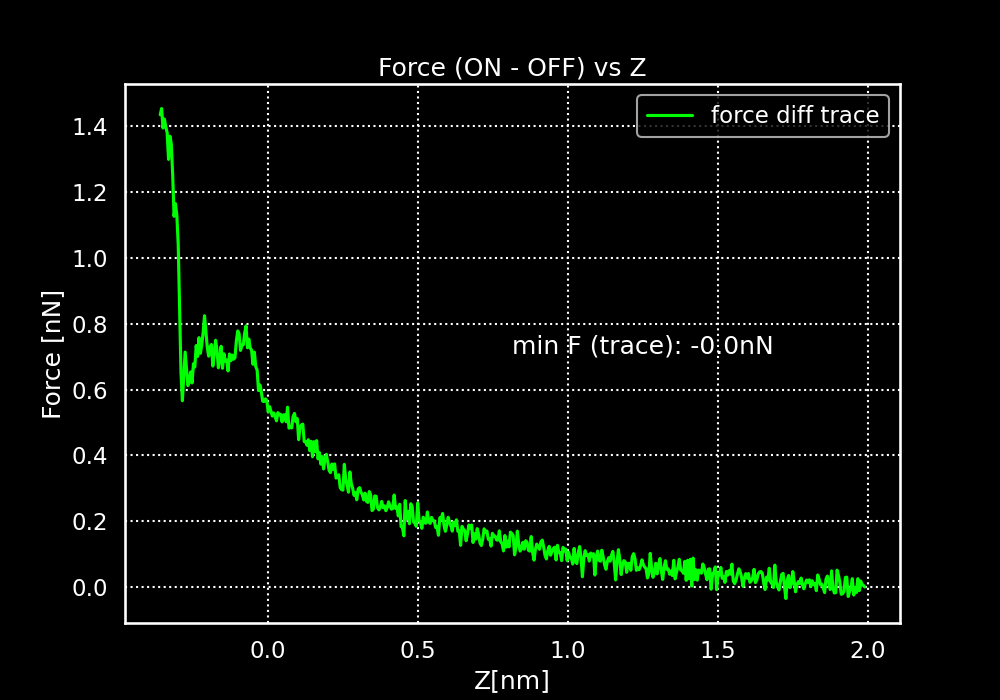 Force (ON - OFF) vs Z
force diff trace
1.4
1.2
1.0
0.8
0.6
0.4
0.2
0.0
Force [nN]
min F (trace): -0.0nN
0.0 0.5 1.0 1.5 2.0
Z[nm]